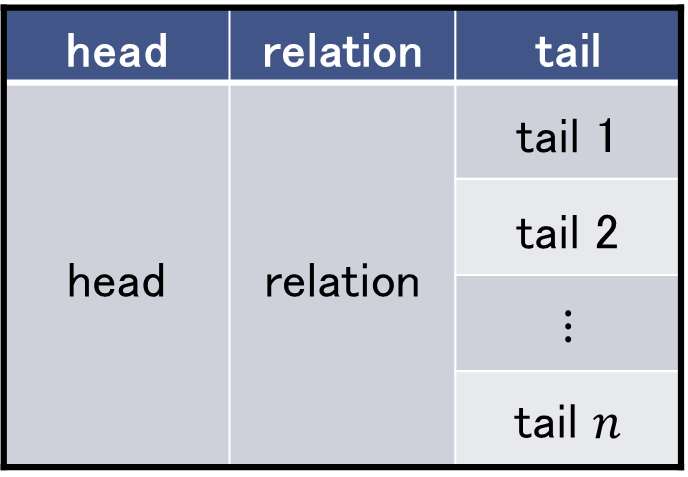 head relation tail
tail 1
tail 2
head relation
⋮
tail n